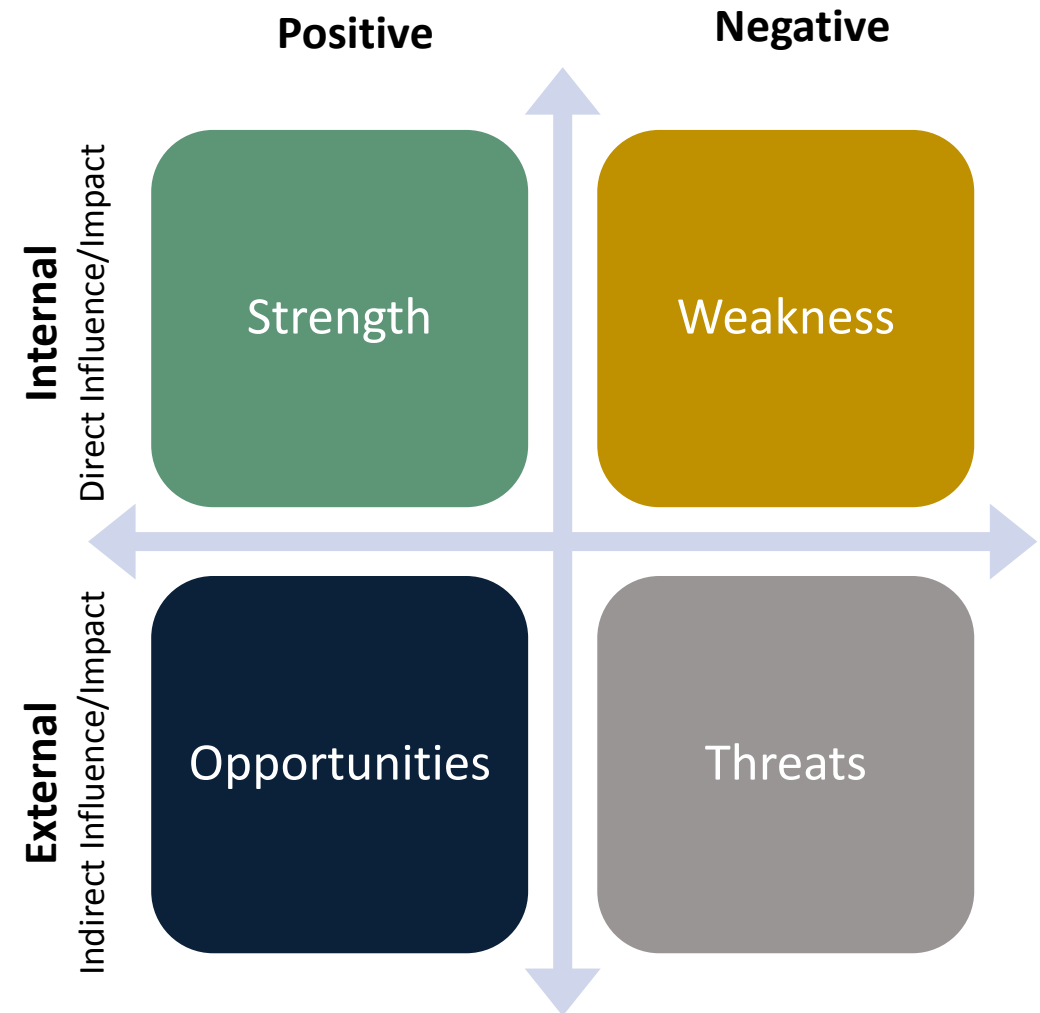 Positive
Negative
Internal
Direct Influence/Impact
Strength
Weakness
External
Indirect Influence/Impact
Opportunities
Threats